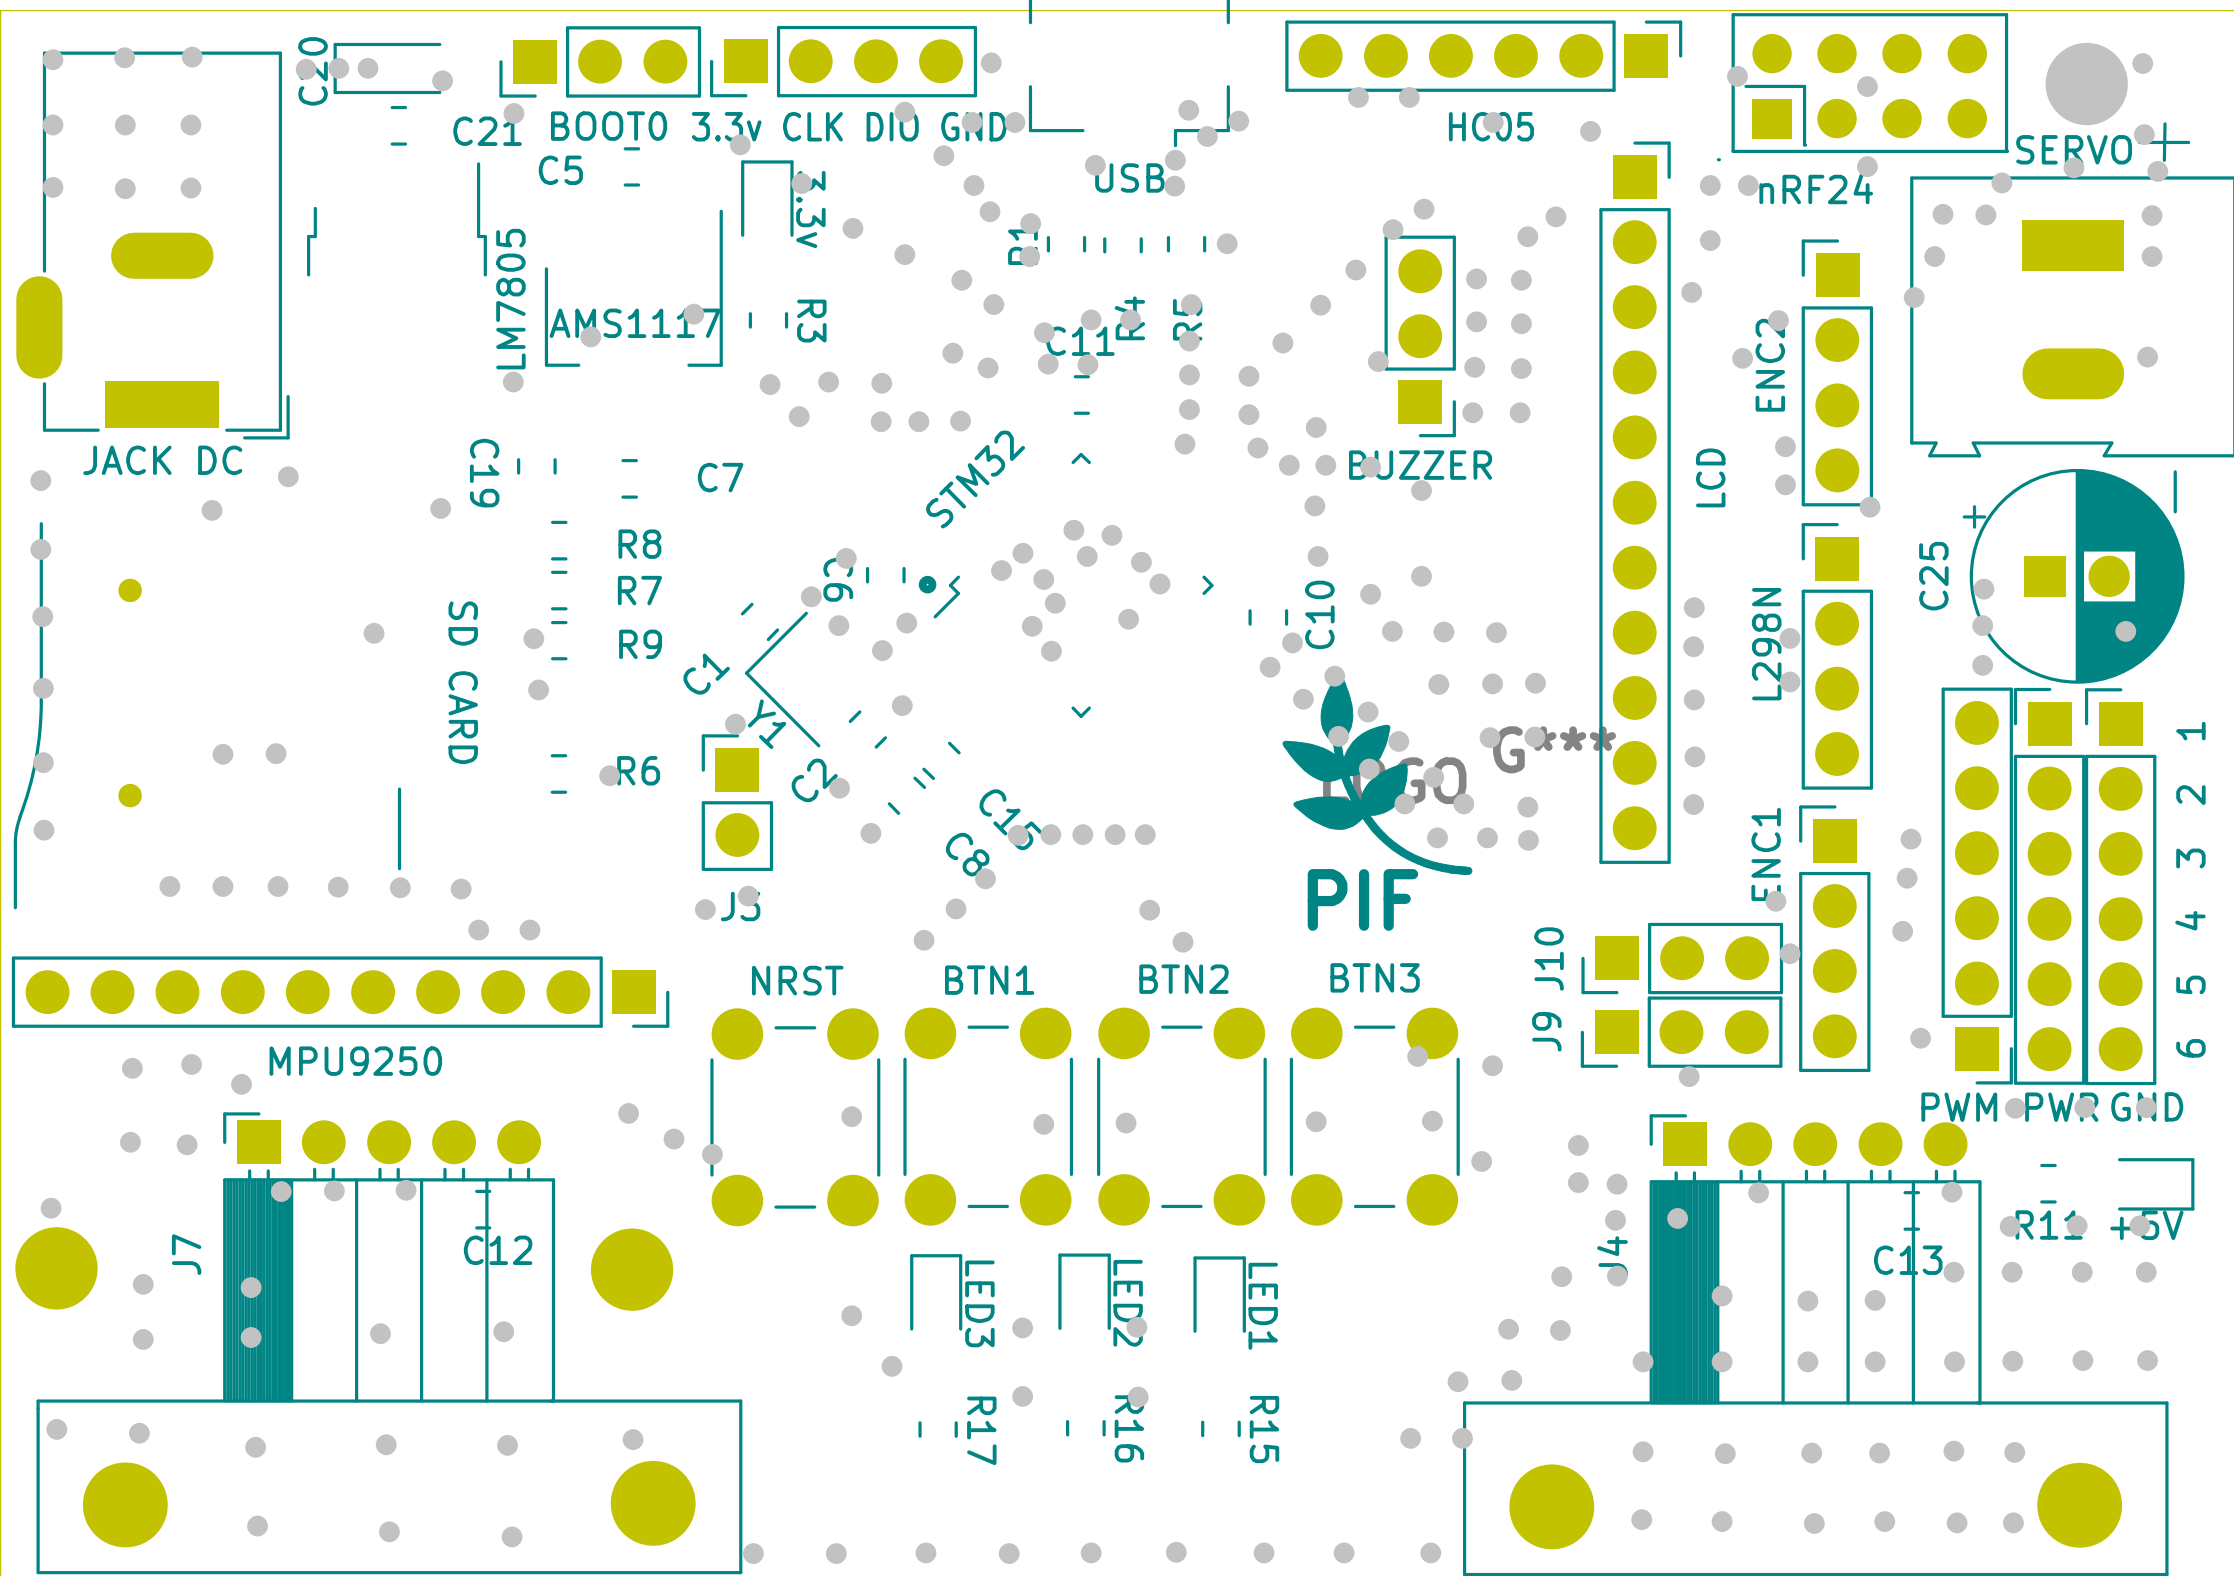 C20
C21
BOOT0
3.3v CLK DIO GND
HC05
SERVO
+
C5
USB
nRF24
3.3v
R1
LM7805
AMS1117
R3
R4
R5
C11
ENC2
JACK DC
C19
C7
STM32
BUZZER
LCD
R8
R7
R9
C6
C10
C25
+
L298N
SD CARD
C1
Y1
C2
R6
G***
LOGO
1
2
3
4
5
6
C15
C8
ENC1
PIF
J3
J10
J9
NRST
BTN1
BTN2
BTN3
MPU9250
PWM PWR GND
J7
C12
J4
C13
R11 +5V
LED3
LED2
LED1
R17
R16
R15